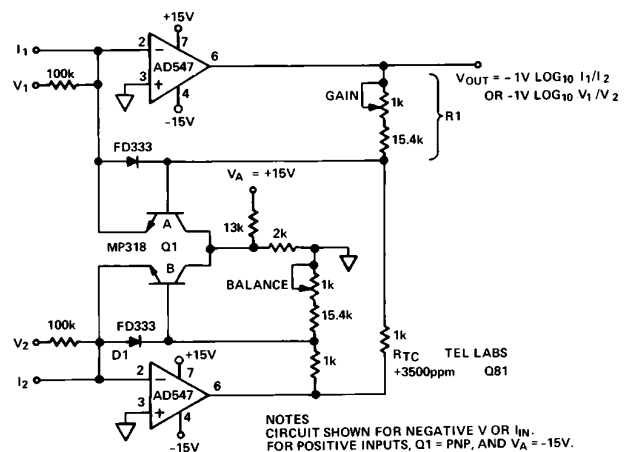 +15V
I1
2
7
6
V1
100k
AD547
3
4
-15V
VOUT = -1V LOG10 I1/I2
OR -1V LOG10 V1/V2
GAIN
1k
R1
15.4k
FD333
VA = +15V
A
13k
2k
MP318 Q1
B
BALANCE
1k
15.4k
100k
FD333
V2
D1
1k
1k
RTC
+3500ppm
TEL LABS
Q81
+15V
I2
2
7
6
AD547
3
4
-15V
NOTES
CIRCUIT SHOWN FOR NEGATIVE V OR IIN.
FOR POSITIVE INPUTS, Q1 = PNP, AND VA = -15V.